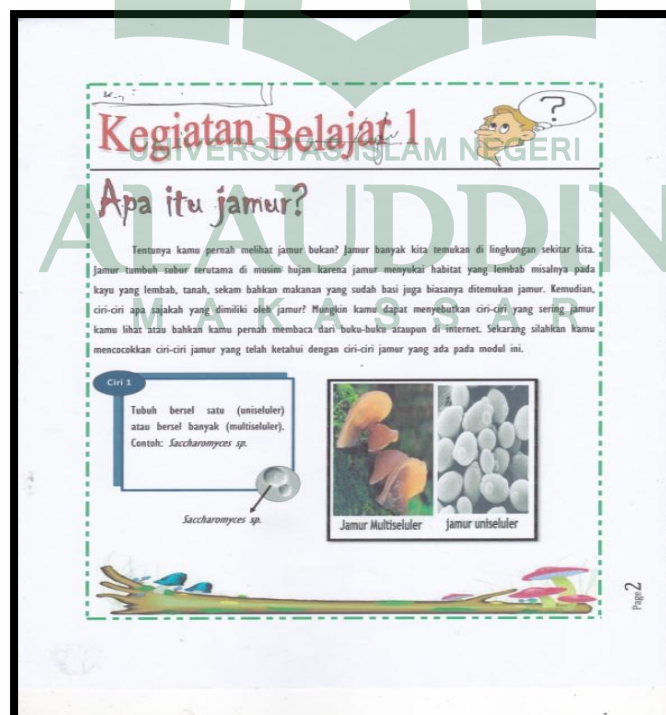 Kegiatan Belajar 1
?
UNIVERSITAS ISLAM NEGERI
Apa itu jamur?
ALAUDDIN
Tentunya kamu pernah melihat jamur bukan? Jamur banyak kita temukan di lingkungan sekitar kita.
Jamur tumbuh subur terutama di musim hujan karena jamur menyukai habitat yang lembab misalnya pada
kayu yang lembab, tanah, sekam bahkan makanan yang sudah basi juga biasanya ditemukan jamur. Kemudian,
ciri-ciri apa sajakah yang dimiliki oleh jamur? Mungkin kamu dapat menyebutkan ciri-ciri yang sering jamur
MAKASSAR
kamu lihat atau bahkan kamu pernah membaca dari buku-buku ataupun di internet. Sekarang silahkan kamu
mencocokkan ciri-ciri jamur yang telah ketahui dengan ciri-ciri jamur yang ada pada modul ini.
Ciri 1
Tubuh bersel satu (uniseluler)
atau bersel banyak (multiseluler).
Contoh: Saccharomyces sp.
Saccharomyces sp.
Jamur Multiseluler
jamur uniseluler
Page 2